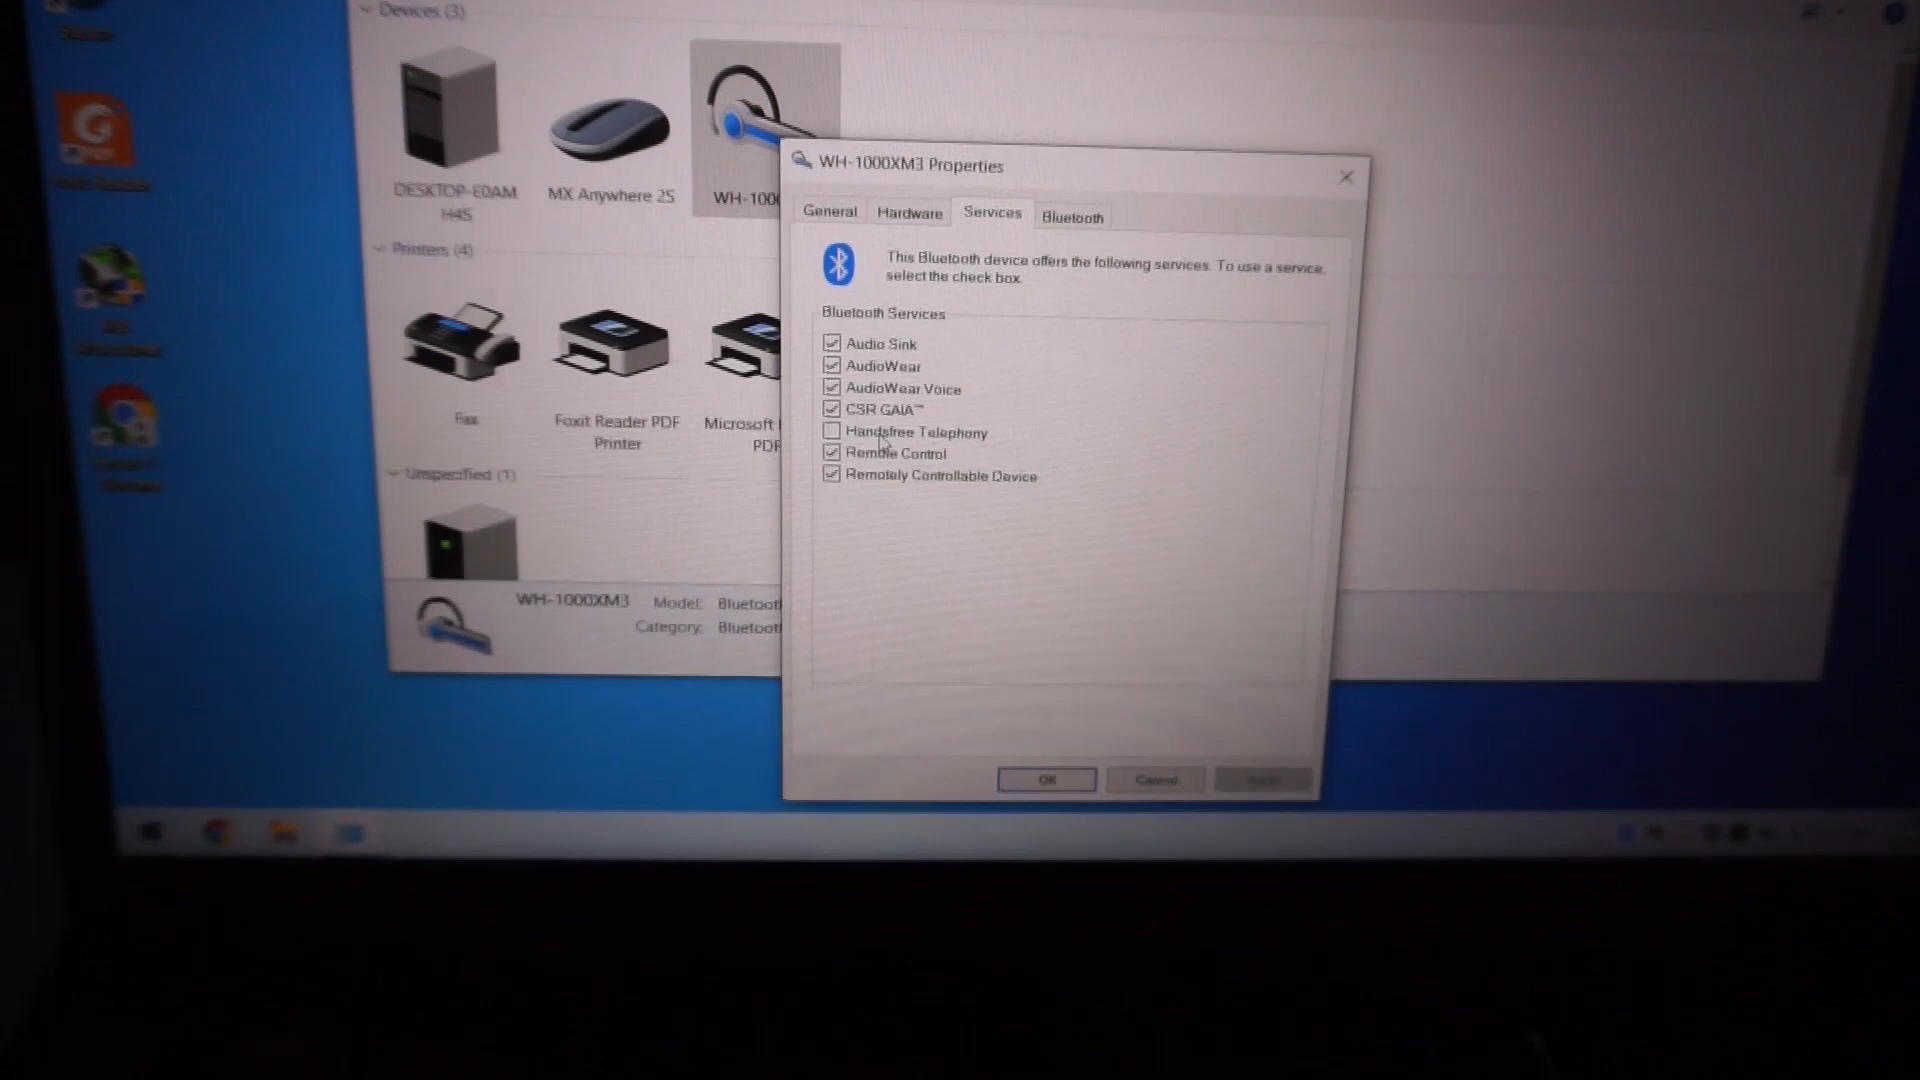 Devices (3)
DESKTOP-E0AM
H4S
MX Anywhere 2S
WH-100
Printers (4)
Fax
Foxit Reader PDF
Printer
Microsoft
PDF
Unspecified (1)
WH-1000XM3
Model: Bluetooth
Category: Bluetooth
WH-1000XM3 Properties
General
Hardware
Services
Bluetooth
This Bluetooth device offers the following services. To use a service,
select the check box.
Bluetooth Services
Audio Sink
AudioWear
AudioWear Voice
CSR GAIA™
Handsfree Telephony
Remote Control
Remotely Controllable Device
OK
Cancel
Apply